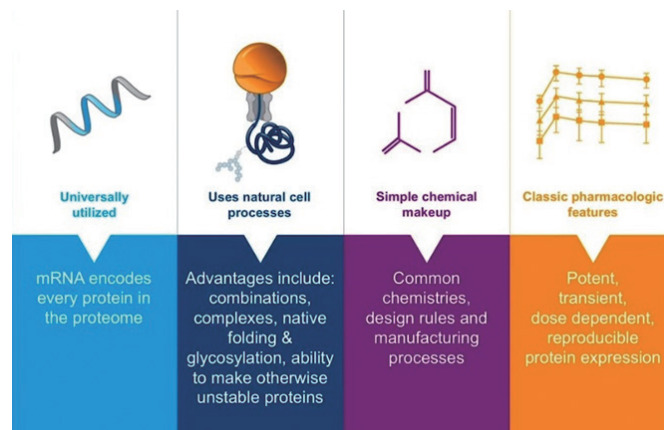 Universally
utilized
Uses natural cell
processes
Simple chemical
makeup
Classic pharmacologic
features
mRNA encodes
every protein in
the proteome
Advantages include:
combinations,
complexes, native
folding &
glycosylation, ability
to make otherwise
unstable proteins
Common
chemistries,
design rules and
manufacturing
processes
Potent,
transient,
dose dependent,
reproducible
protein expression